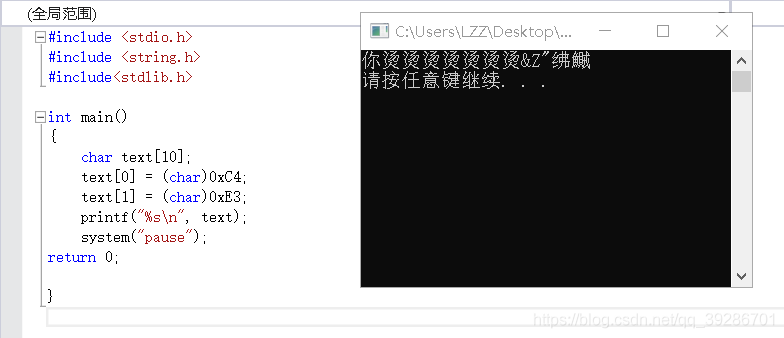 (全局范围)
#include <stdio.h>
#include <string.h>
#include<stdlib.h>
int main()
{
char text[10];
text[0] = (char)0xC4;
text[1] = (char)0xE3;
printf("%s\n", text);
system("pause");
return 0;
}
C:\Users\LZZ\Desktop\...
你烫烫烫烫烫烫烫&Z"绋
请按任意键继续. . .
https://blog.csdn.net/qq_39286701